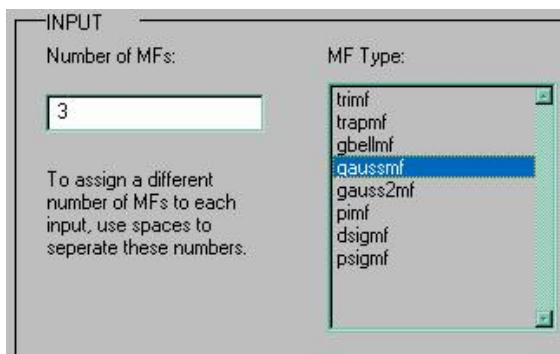 INPUT
Number of MFs:
3
To assign a different
number of MFs to each
input, use spaces to
seperate these numbers.
MF Type:
trimf
trapmf
gbellmf
gaussmf
gauss2mf
pimf
dsigmf
psigmf